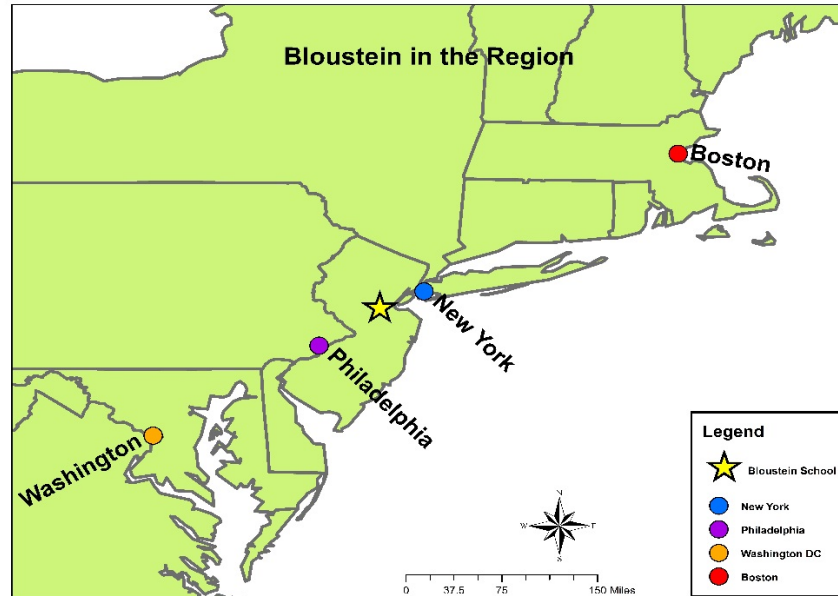 Bloustein in the Region
Boston
New York
Philadelphia
Washington
Legend
Bloustein School
New York
Philadelphia
Washington DC
Boston
N
W E
S
0 37.5 75 150 Miles